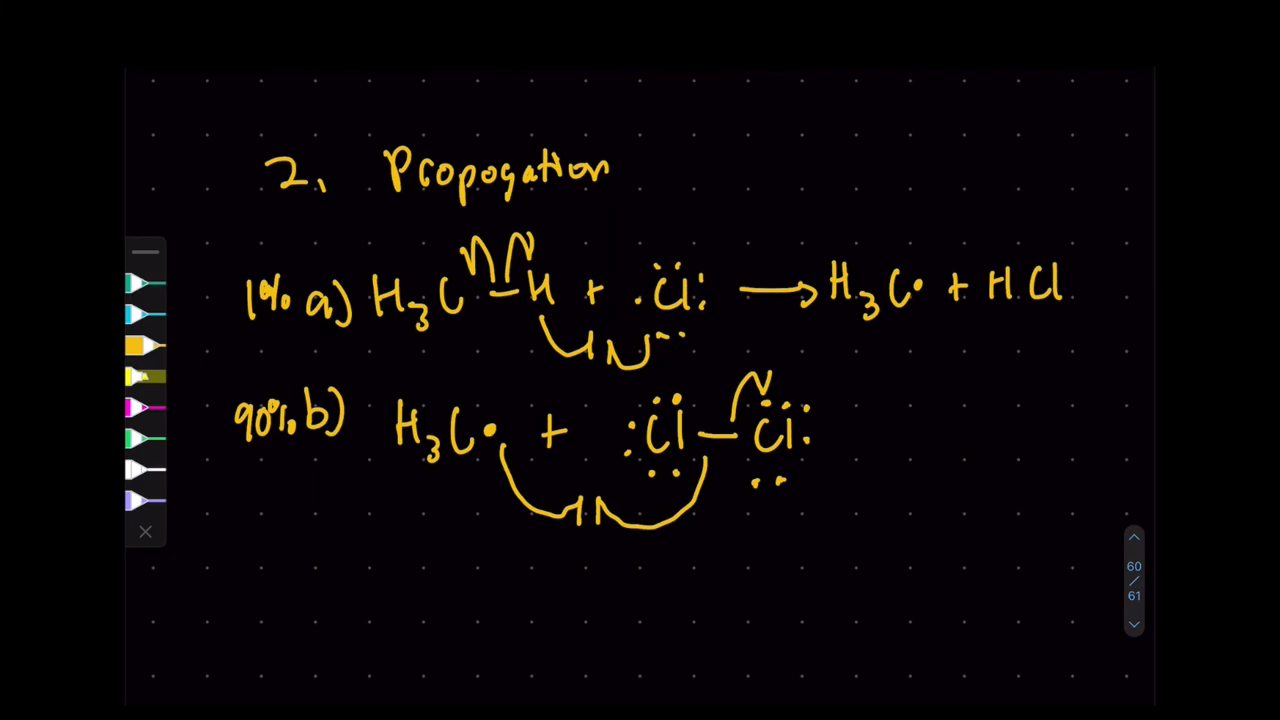 2. Propogation
1% a) H3C–H + ·Cl: ⟶ H3C· + HCl
90% b) H3C· + :Cl–Cl:
60
/
61